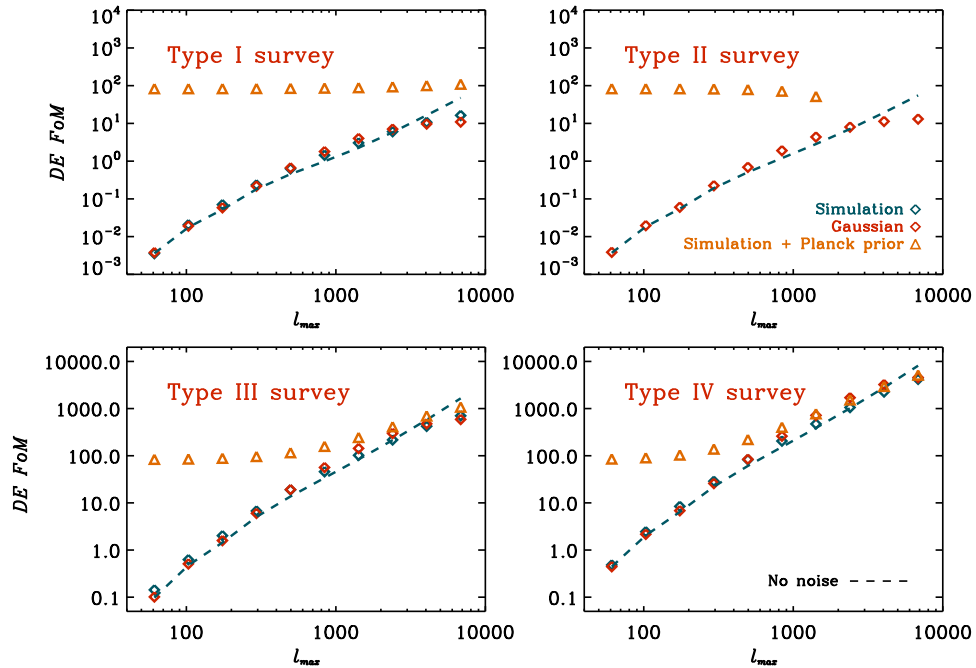 Type I survey
DE FoM
10^4
10^3
10^2
10^1
10^0
10^-1
10^-2
10^-3
100 1000 10000
l_max
Type II survey
10^4
10^3
10^2
10^1
10^0
10^-1
10^-2
10^-3
Simulation
Gaussian
Simulation + Planck prior
100 1000 10000
l_max
Type III survey
DE FoM
10000.0
1000.0
100.0
10.0
1.0
0.1
100 1000 10000
l_max
Type IV survey
10000.0
1000.0
100.0
10.0
1.0
0.1
No noise
100 1000 10000
l_max